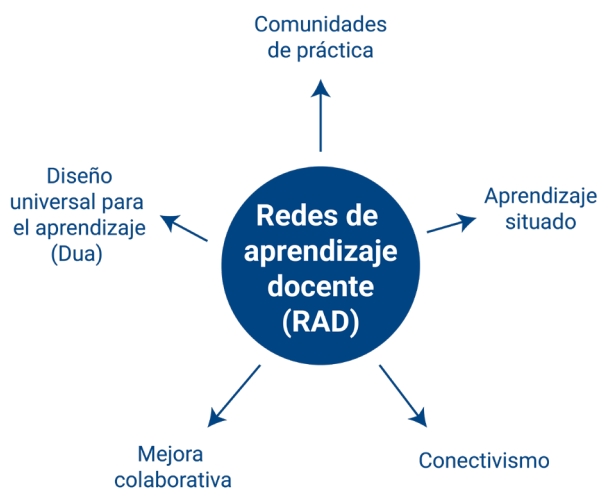 Comunidades
de práctica
Diseño
universal para
el aprendizaje
(Dua)
Redes de
aprendizaje
docente
(RAD)
Aprendizaje
situado
Mejora
colaborativa
Conectivismo